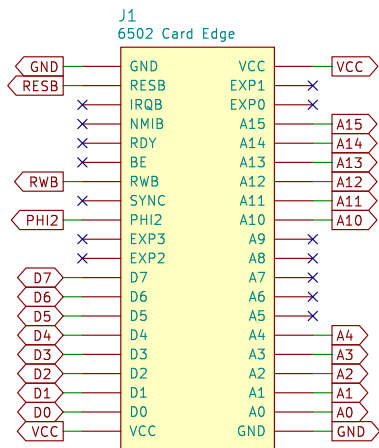 J1
6502 Card Edge
GND GND VCC VCC
RESB RESB EXP1
IRQB EXP0
NMIB A15 A15
RDY A14 A14
BE A13 A13
RWB RWB A12 A12
SYNC A11 A11
PHI2 PHI2 A10 A10
EXP3 A9
EXP2 A8
D7 D7 A7
D6 D6 A6
D5 D5 A5
D4 D4 A4 A4
D3 D3 A3 A3
D2 D2 A2 A2
D1 D1 A1 A1
D0 D0 A0 A0
VCC VCC GND GND